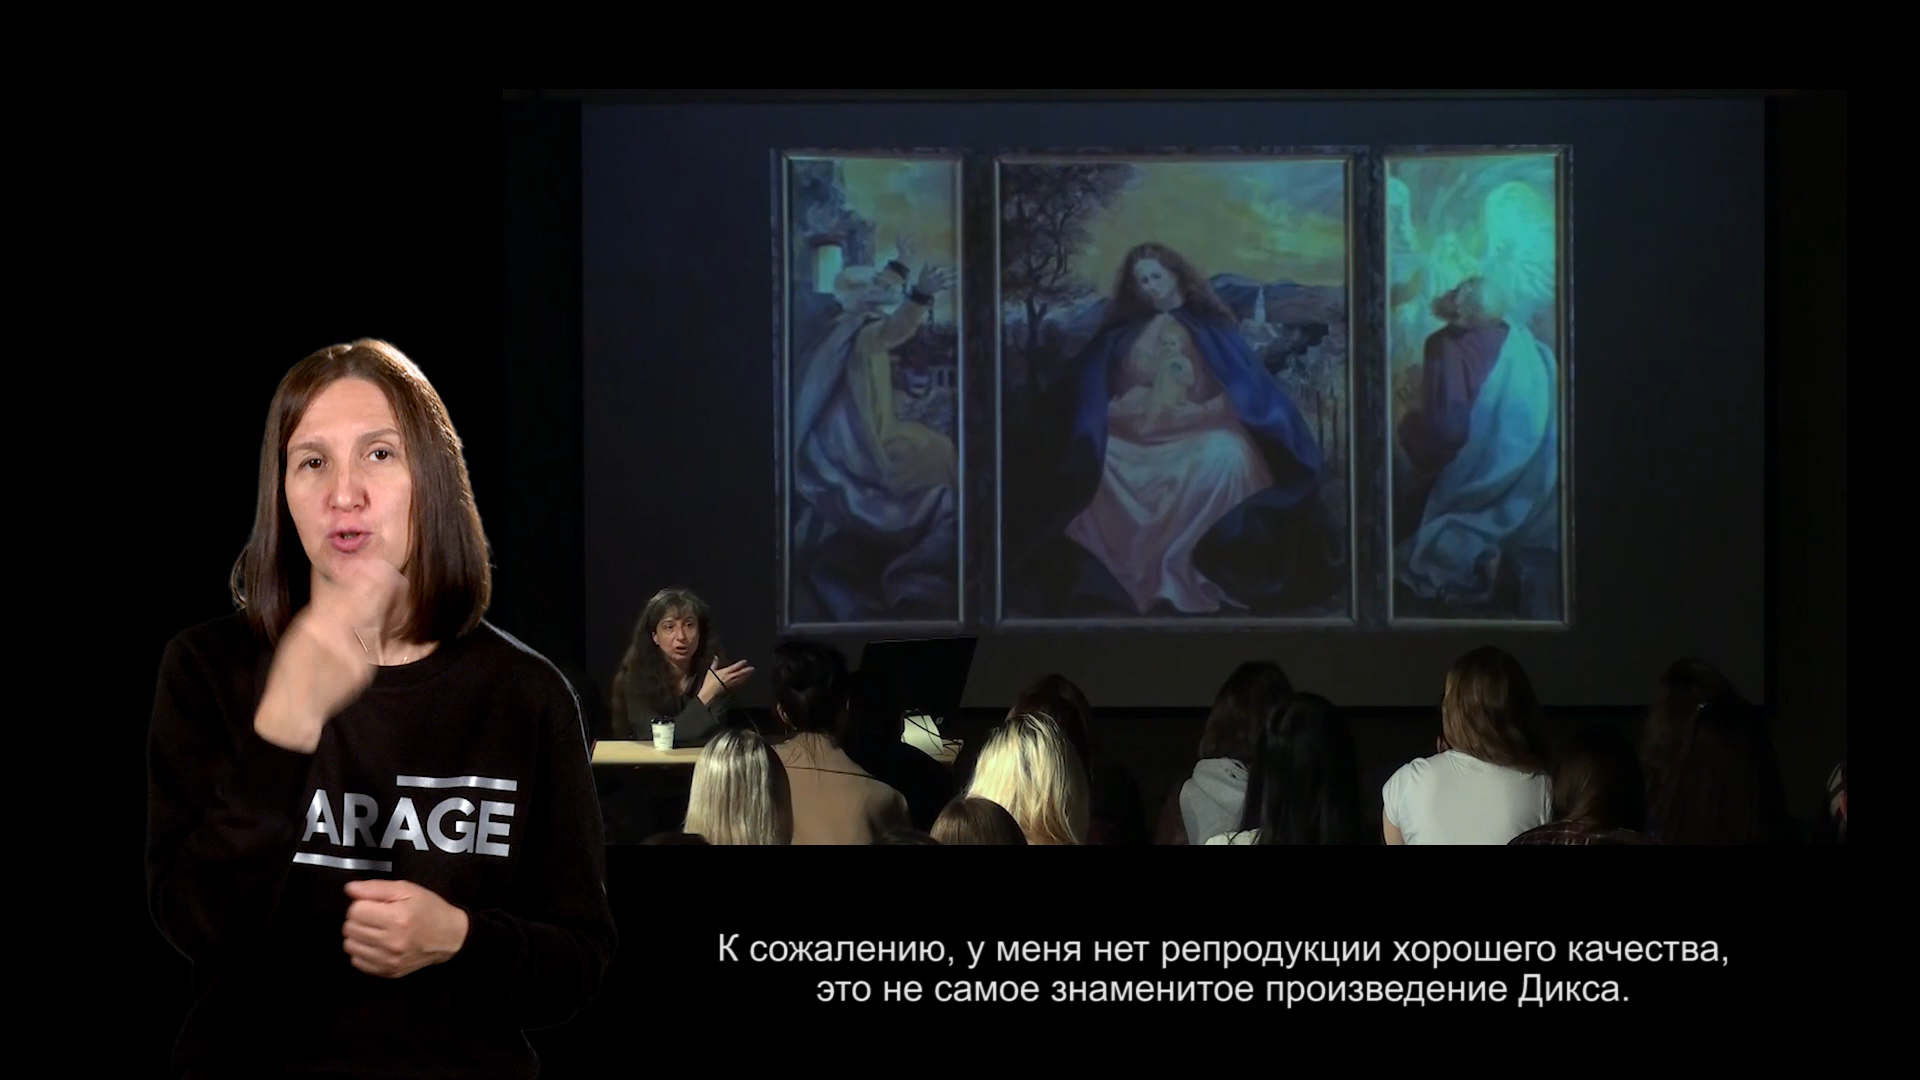 ARAGE
К сожалению, у меня нет репродукции хорошего качества,
это не самое знаменитое произведение Дикса.